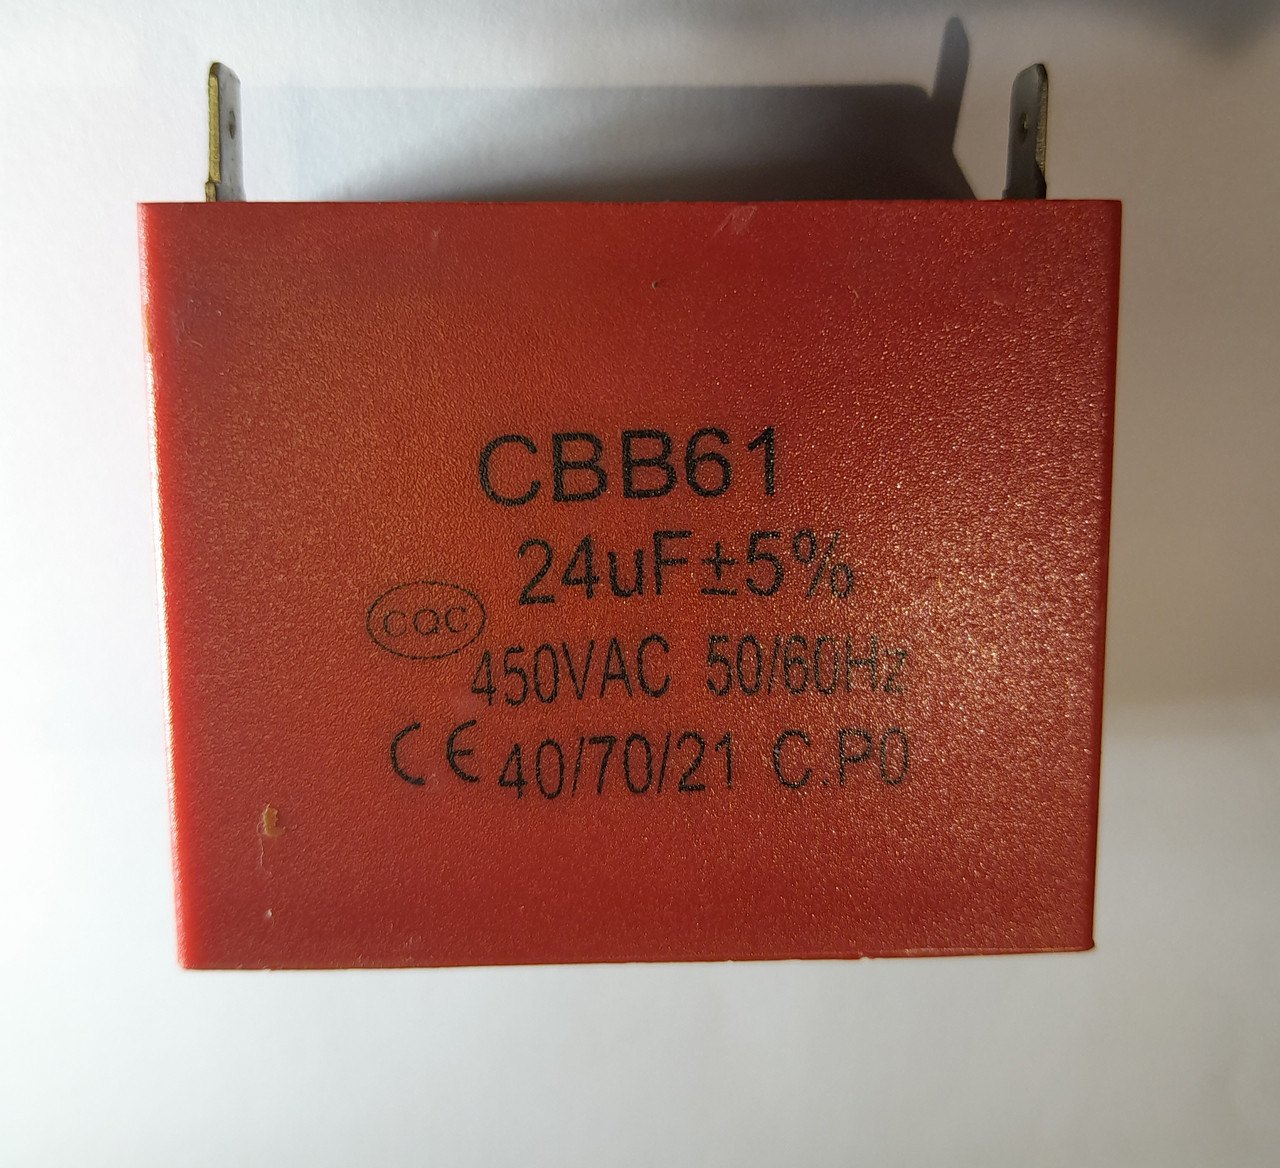 CBB61
24uF±5%
CQC
450VAC 50/60Hz
CE 40/70/21 C.P0